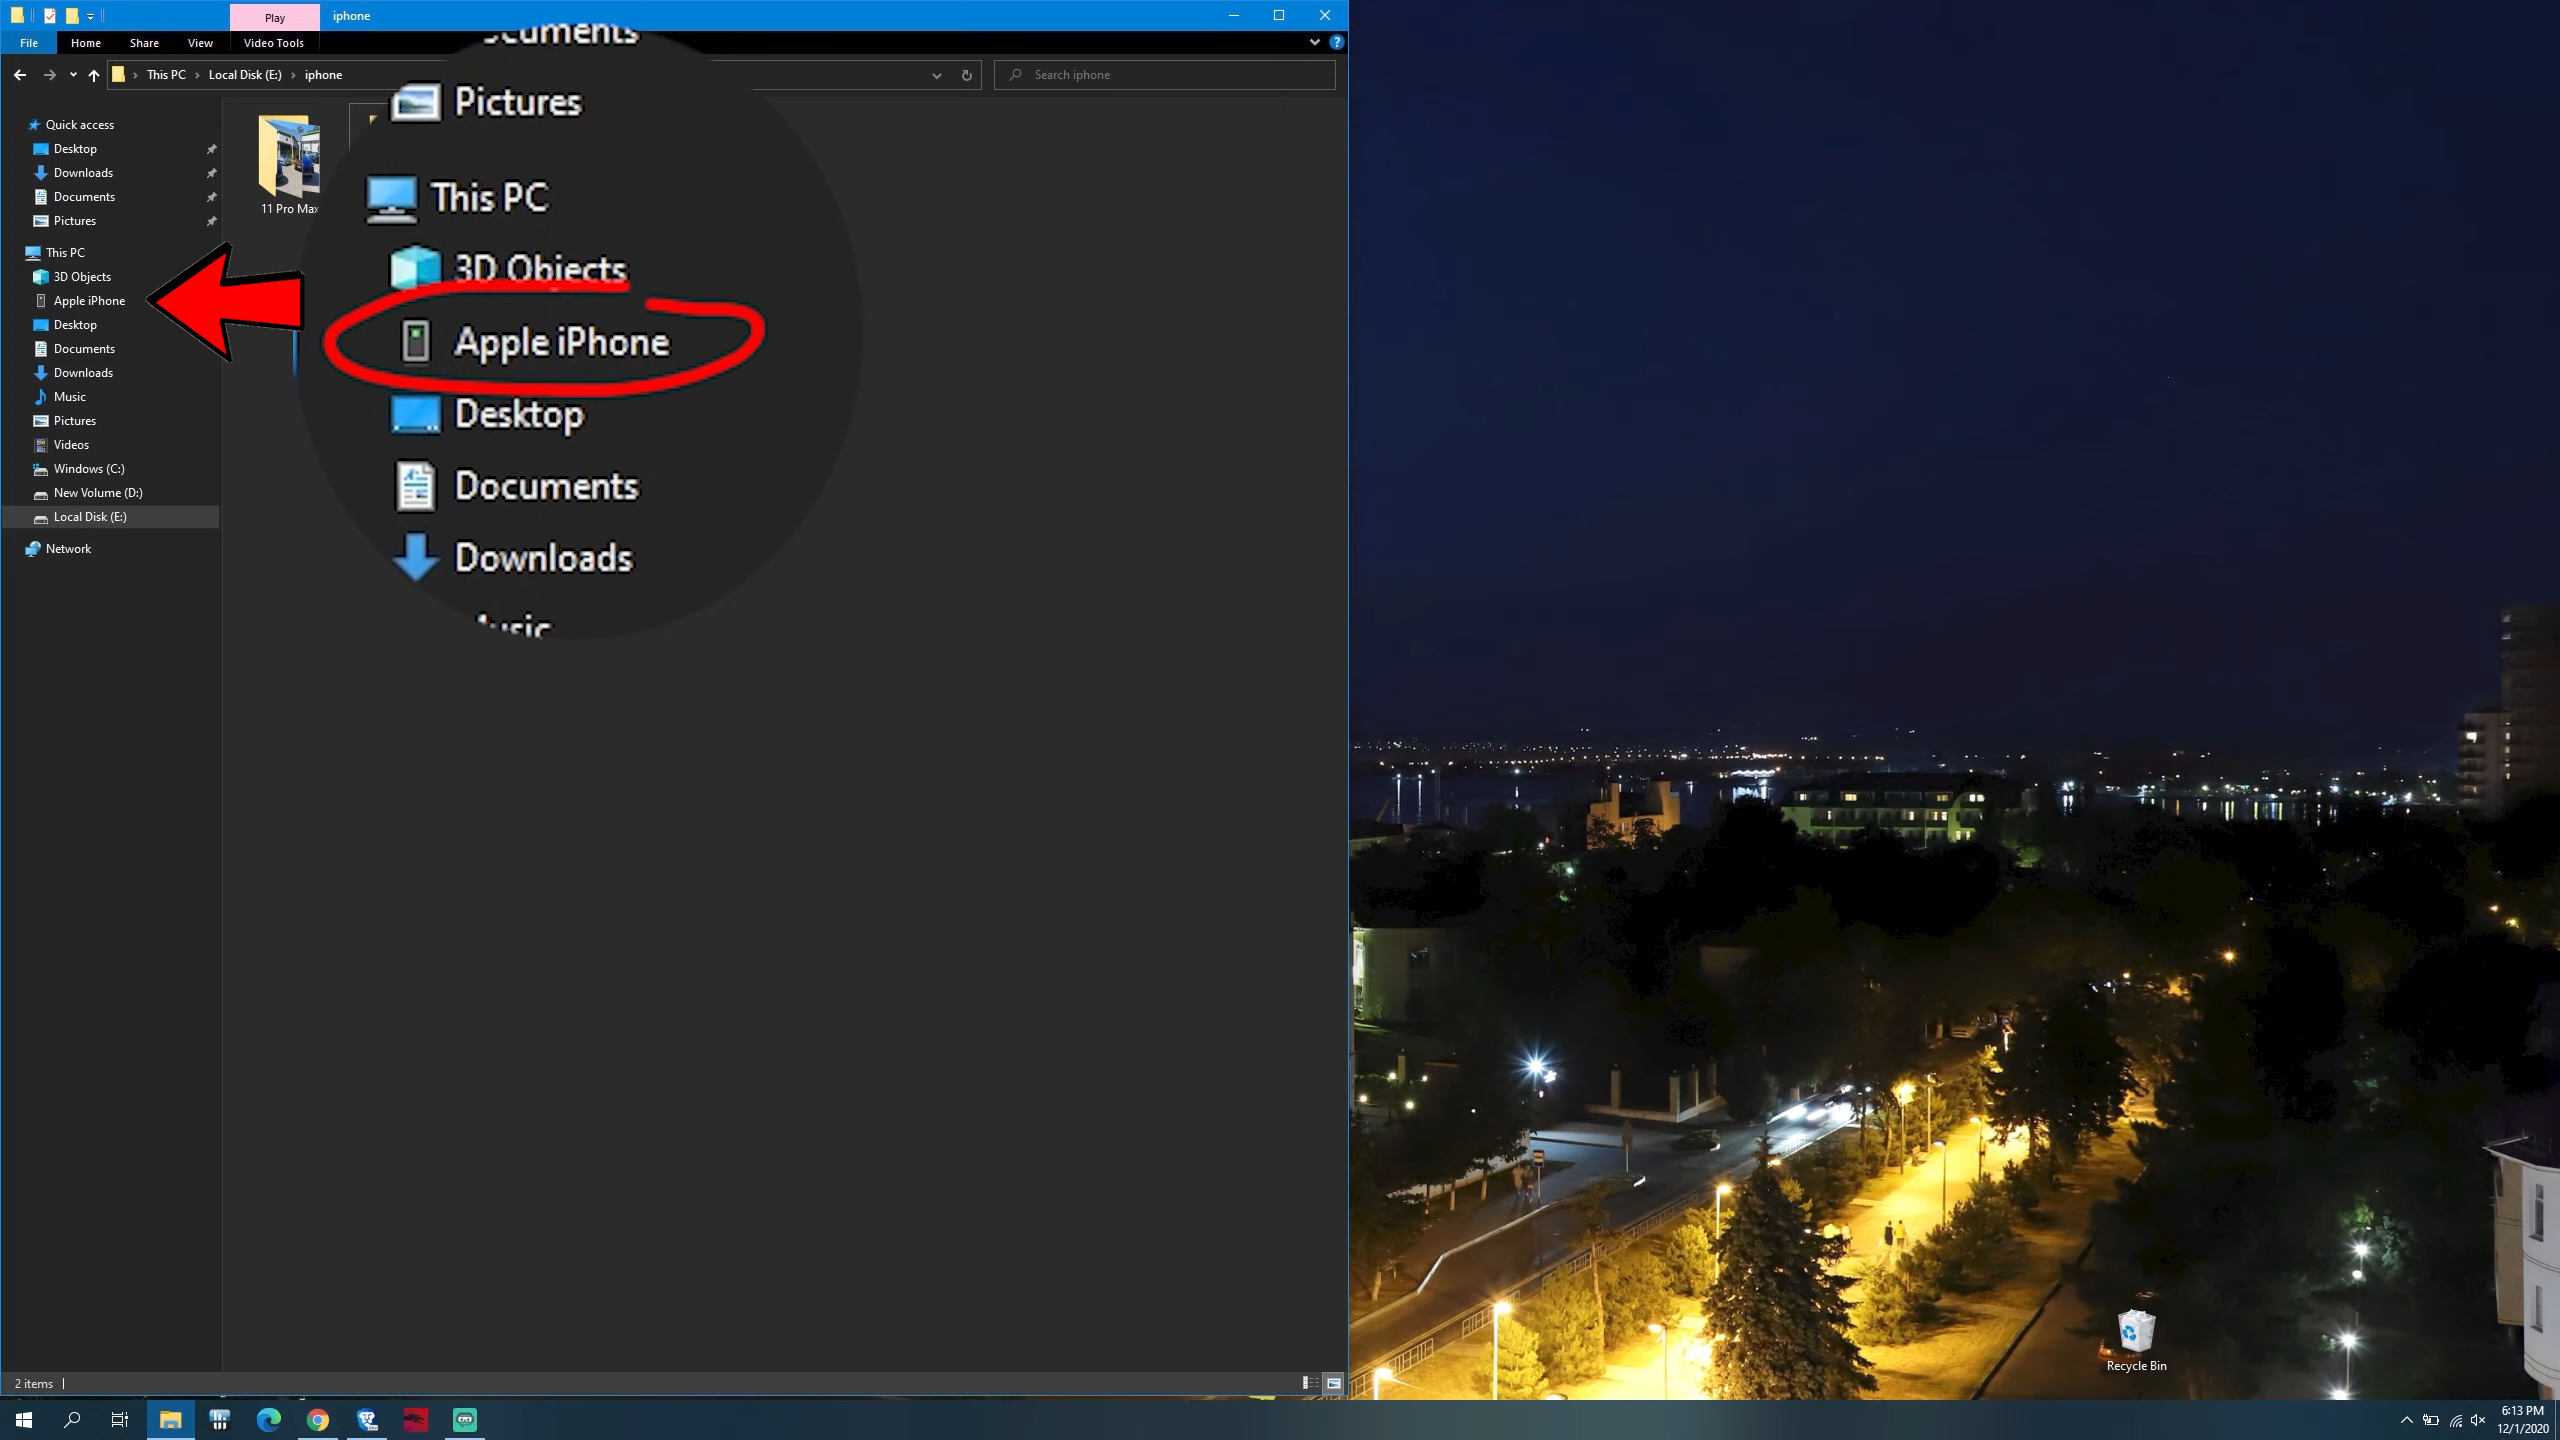 Play
iphone
File
Home
Share
View
Video Tools
This PC
Local Disk (E:)
iphone
Search iphone
Quick access
Desktop
Downloads
Documents
Pictures
This PC
3D Objects
Apple iPhone
Desktop
Documents
Downloads
Music
Pictures
Videos
Windows (C:)
New Volume (D:)
Local Disk (E:)
Network
11 Pro Max
Pictures
This PC
3D Objects
Apple iPhone
Desktop
Documents
Downloads
2 items
Recycle Bin
6:13 PM
12/1/2020